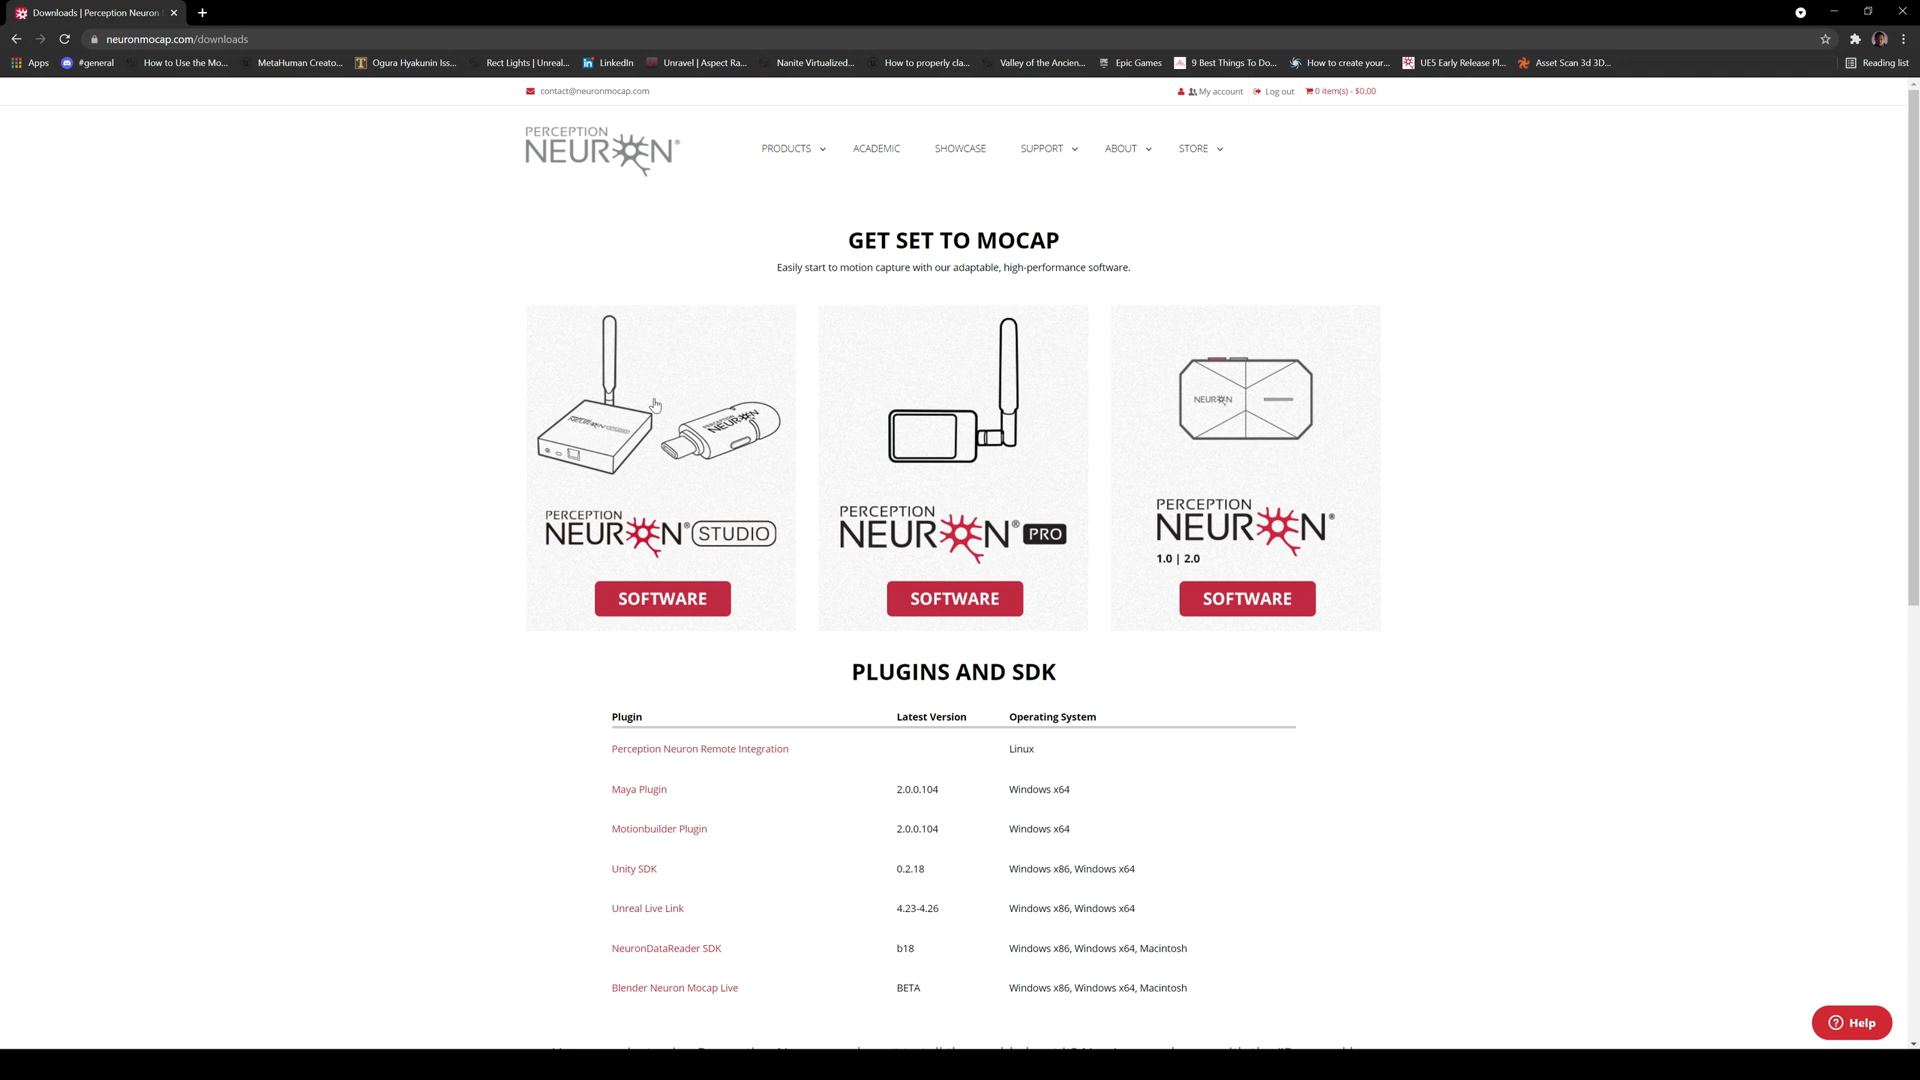 Downloads | Perception Neuron
neuronmocap.com/downloads
Apps
#general
How to Use the Mo...
MetaHuman Creato...
Ogura Hyakunin Iss...
Rect Lights | Unreal...
LinkedIn
Unravel | Aspect Ra...
Nanite Virtualized...
How to properly cla...
Valley of the Ancien...
Epic Games
9 Best Things To Do...
How to create your...
UE5 Early Release Pl...
Asset Scan 3d 3D...
Reading list
contact@neuronmocap.com
My account
Log out
0 item(s) - $0.00
PERCEPTION
NEURON®
PRODUCTS
ACADEMIC
SHOWCASE
SUPPORT
ABOUT
STORE
GET SET TO MOCAP
Easily start to motion capture with our adaptable, high-performance software.
PERCEPTION
NEURON
NEURON
PERCEPTION
NEURON® STUDIO
SOFTWARE
PERCEPTION
NEURON® PRO
SOFTWARE
PERCEPTION
NEURON®
1.0 | 2.0
SOFTWARE
PLUGINS AND SDK
Plugin Latest Version Operating System
Perception Neuron Remote Integration Linux
Maya Plugin 2.0.0.104 Windows x64
Motionbuilder Plugin 2.0.0.104 Windows x64
Unity SDK 0.2.18 Windows x86, Windows x64
Unreal Live Link 4.23-4.26 Windows x86, Windows x64
NeuronDataReader SDK b18 Windows x86, Windows x64, Macintosh
Blender Neuron Mocap Live BETA Windows x86, Windows x64, Macintosh
Help